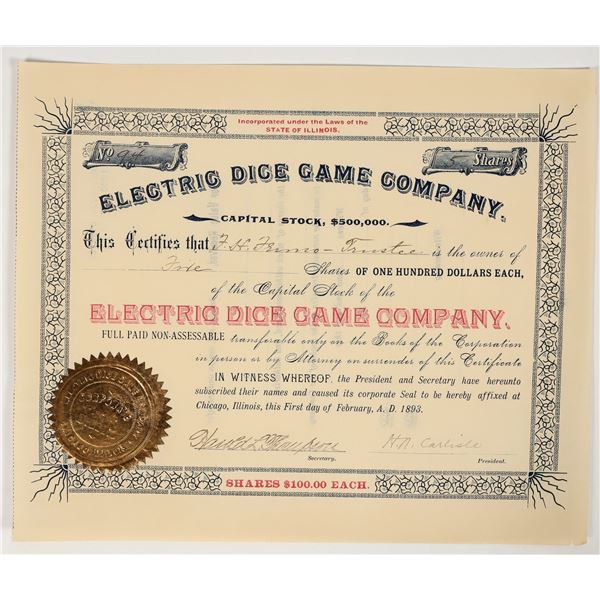 Incorporated under the Laws of the
STATE OF ILLINOIS.
No
5 Shares
ELECTRIC DICE GAME COMPANY.
CAPITAL STOCK, $500,000.
This Certifies that F. H. Trustee is the owner of
Five Shares OF ONE HUNDRED DOLLARS EACH,
of the Capital Stock of the
ELECTRIC DICE GAME COMPANY.
FULL PAID NON-ASSESSABLE transferable only on the Books of the Corporation
in person or by Attorney on surrender of this Certificate
IN WITNESS WHEREOF, the President and Secretary have hereunto
subscribed their names and caused its corporate Seal to be hereby affixed at
Chicago, Illinois, this First day of February, A. D. 1893.
Harold L. Thompson H. N. Carlisle
Secretary. President.
SHARES $100.00 EACH.